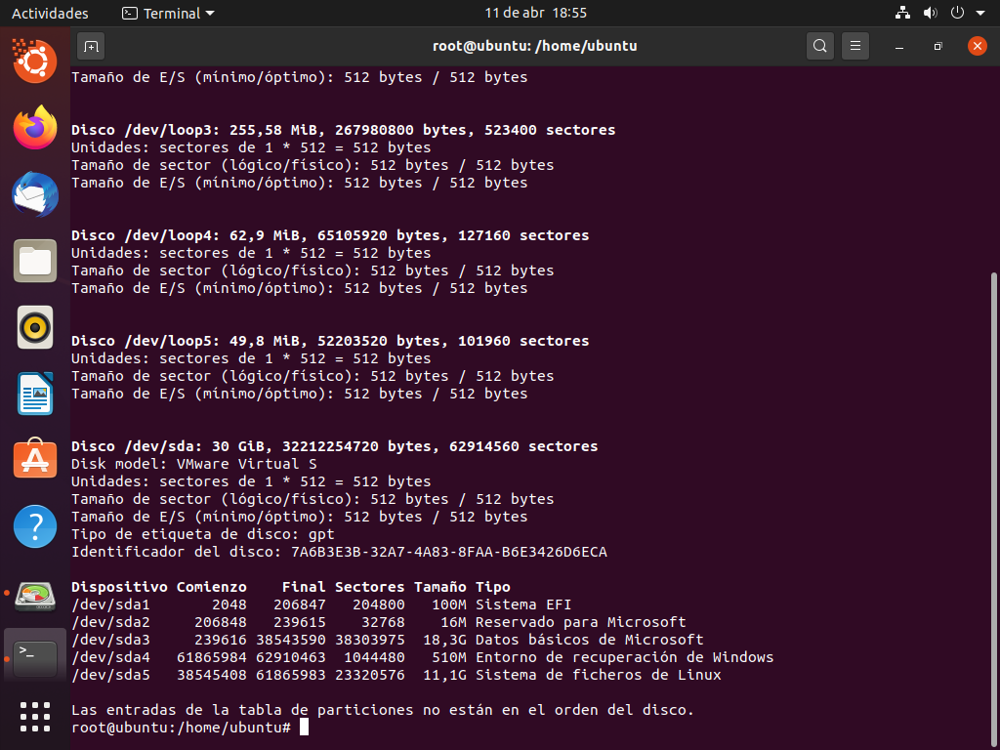 Actividades
Terminal
11 de abr 18:55
root@ubuntu: /home/ubuntu
Tamaño de E/S (mínimo/óptimo): 512 bytes / 512 bytes
Disco /dev/loop3: 255,58 MiB, 267980800 bytes, 523400 sectores
Unidades: sectores de 1 * 512 = 512 bytes
Tamaño de sector (lógico/físico): 512 bytes / 512 bytes
Tamaño de E/S (mínimo/óptimo): 512 bytes / 512 bytes
Disco /dev/loop4: 62,9 MiB, 65105920 bytes, 127160 sectores
Unidades: sectores de 1 * 512 = 512 bytes
Tamaño de sector (lógico/físico): 512 bytes / 512 bytes
Tamaño de E/S (mínimo/óptimo): 512 bytes / 512 bytes
Disco /dev/loop5: 49,8 MiB, 52203520 bytes, 101960 sectores
Unidades: sectores de 1 * 512 = 512 bytes
Tamaño de sector (lógico/físico): 512 bytes / 512 bytes
Tamaño de E/S (mínimo/óptimo): 512 bytes / 512 bytes
Disco /dev/sda: 30 GiB, 32212254720 bytes, 62914560 sectores
Disk model: VMware Virtual S
Unidades: sectores de 1 * 512 = 512 bytes
Tamaño de sector (lógico/físico): 512 bytes / 512 bytes
Tamaño de E/S (mínimo/óptimo): 512 bytes / 512 bytes
Tipo de etiqueta de disco: gpt
Identificador del disco: 7A6B3E3B-32A7-4A83-8FAA-B6E3426D6ECA
Dispositivo Comienzo    Final Sectores Tamaño Tipo
/dev/sda1       2048   206847   204800   100M Sistema EFI
/dev/sda2     206848   239615    32768    16M Reservado para Microsoft
/dev/sda3     239616 38543590 38303975  18,3G Datos básicos de Microsoft
/dev/sda4   61865984 62910463  1044480   510M Entorno de recuperación de Windows
/dev/sda5   38545408 61865983 23320576  11,1G Sistema de ficheros de Linux
Las entradas de la tabla de particiones no están en el orden del disco.
root@ubuntu:/home/ubuntu#